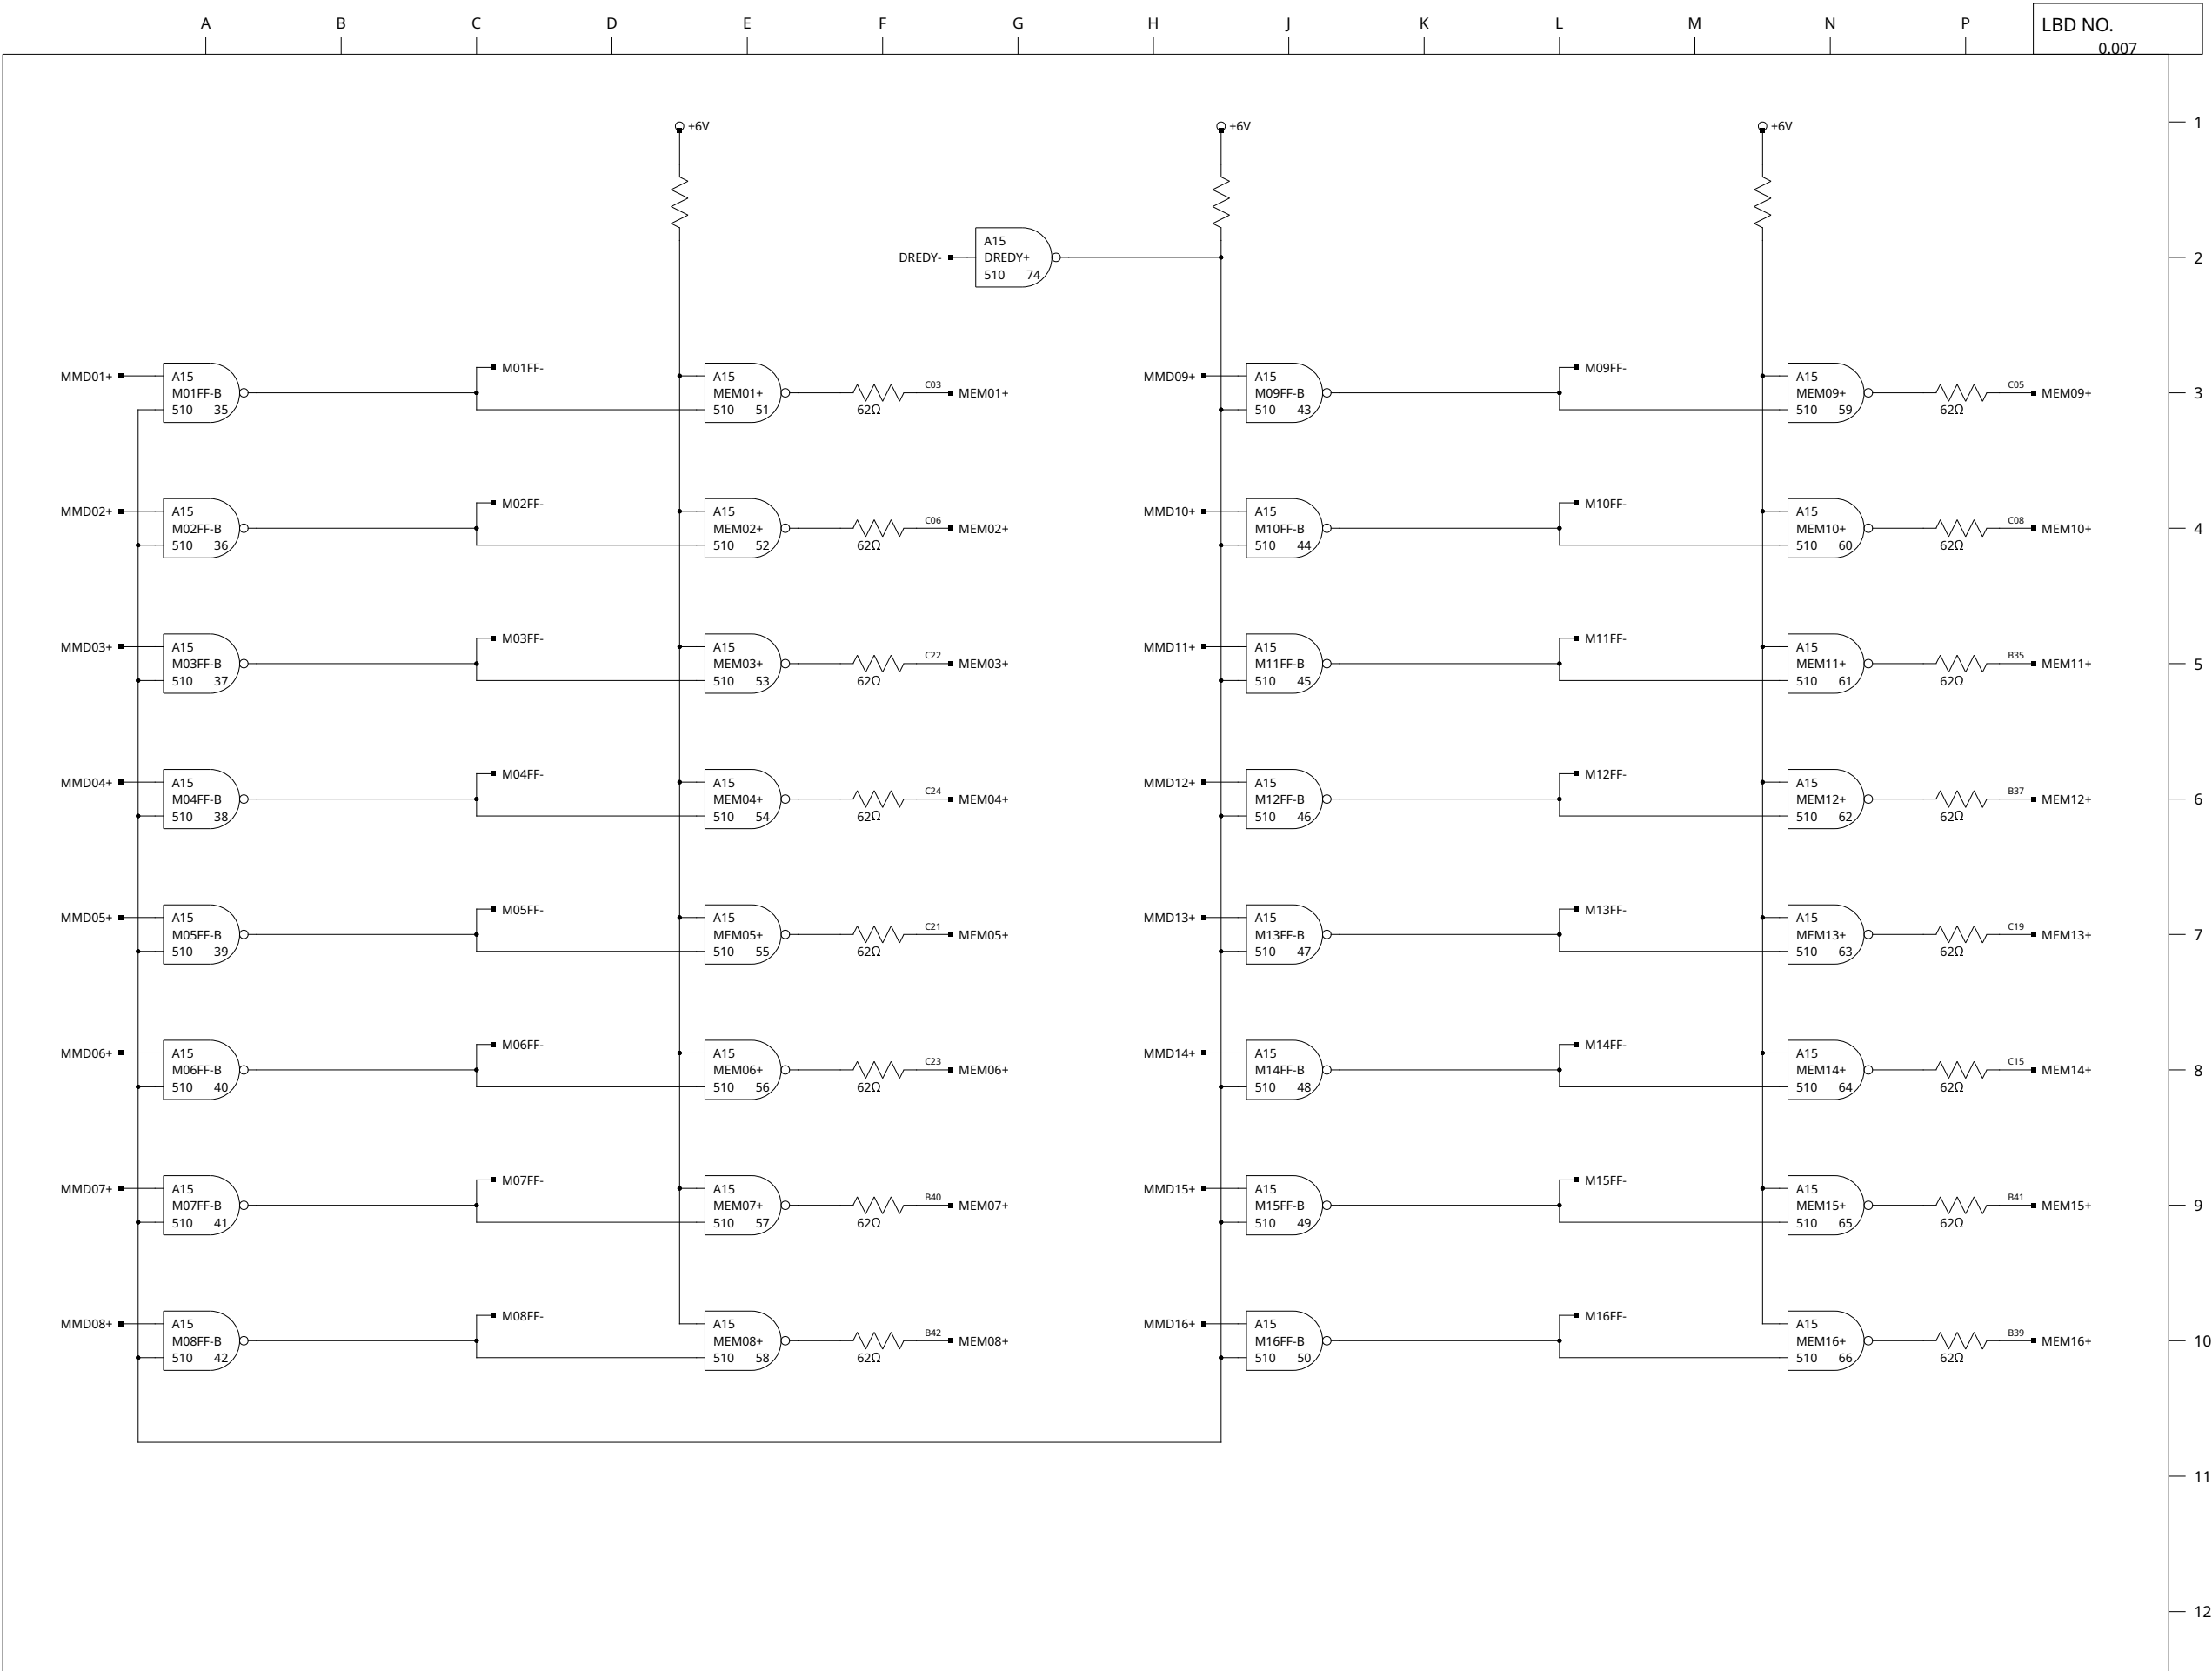 A B C D E F G H J K L M N P
LBD NO.
0.007
+6V +6V +6V 1
A15
DREDY- DREDY+ 2
510 74
MMD01+ A15 M01FF- A15 MMD09+ A15 M09FF- A15
M01FF-B MEM01+ C03 MEM01+ M09FF-B MEM09+ C05 MEM09+ 3
510 35 510 51 62Ω 510 43 510 59 62Ω
MMD02+ A15 M02FF- A15 MMD10+ A15 M10FF- A15
M02FF-B MEM02+ C06 MEM02+ M10FF-B MEM10+ C08 MEM10+ 4
510 36 510 52 62Ω 510 44 510 60 62Ω
MMD03+ A15 M03FF- A15 MMD11+ A15 M11FF- A15
M03FF-B MEM03+ C22 MEM03+ M11FF-B MEM11+ B35 MEM11+ 5
510 37 510 53 62Ω 510 45 510 61 62Ω
MMD04+ A15 M04FF- A15 MMD12+ A15 M12FF- A15
M04FF-B MEM04+ C24 MEM04+ M12FF-B MEM12+ B37 MEM12+ 6
510 38 510 54 62Ω 510 46 510 62 62Ω
MMD05+ A15 M05FF- A15 MMD13+ A15 M13FF- A15
M05FF-B MEM05+ C21 MEM05+ M13FF-B MEM13+ C19 MEM13+ 7
510 39 510 55 62Ω 510 47 510 63 62Ω
MMD06+ A15 M06FF- A15 MMD14+ A15 M14FF- A15
M06FF-B MEM06+ C23 MEM06+ M14FF-B MEM14+ C15 MEM14+ 8
510 40 510 56 62Ω 510 48 510 64 62Ω
MMD07+ A15 M07FF- A15 MMD15+ A15 M15FF- A15
M07FF-B MEM07+ B40 MEM07+ M15FF-B MEM15+ B41 MEM15+ 9
510 41 510 57 62Ω 510 49 510 65 62Ω
MMD08+ A15 M08FF- A15 MMD16+ A15 M16FF- A15
M08FF-B MEM08+ B42 MEM08+ M16FF-B MEM16+ B39 MEM16+ 10
510 42 510 58 62Ω 510 50 510 66 62Ω
11
12